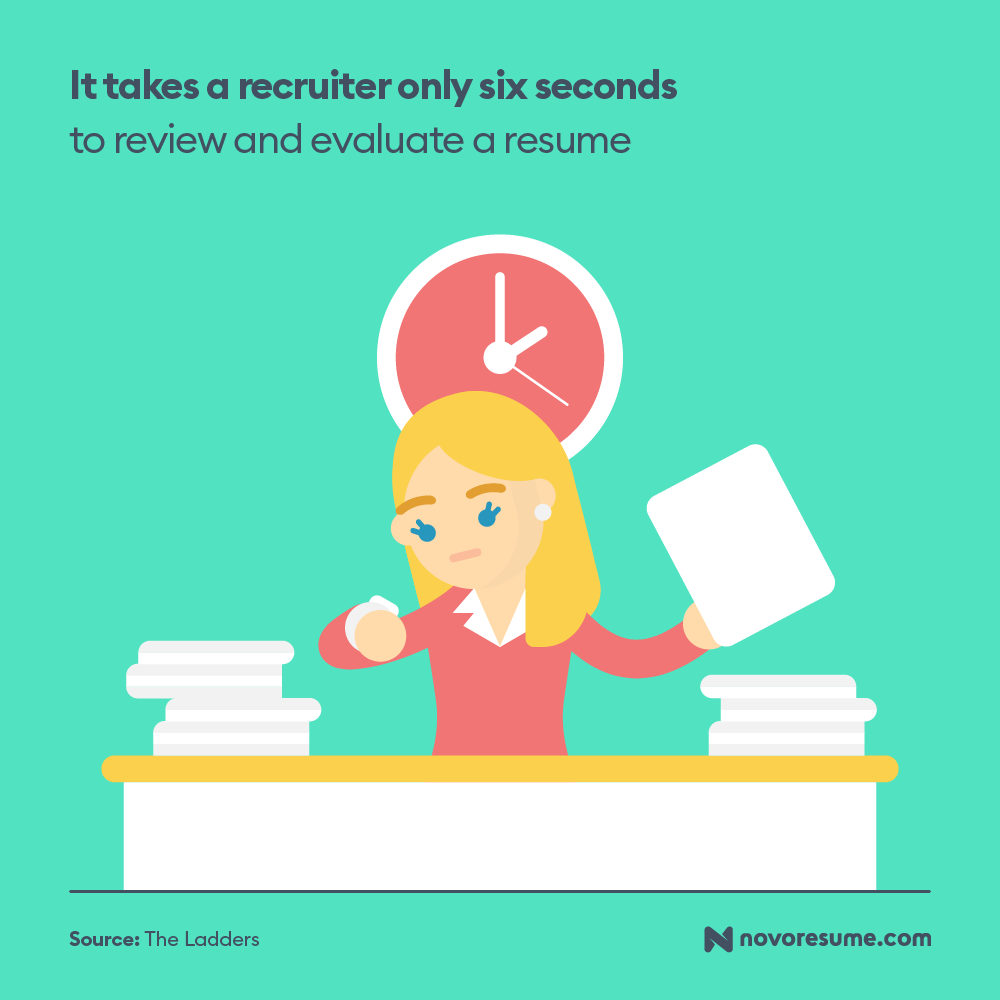 It takes a recruiter only six seconds
to review and evaluate a resume
Source: The Ladders
novoresume.com